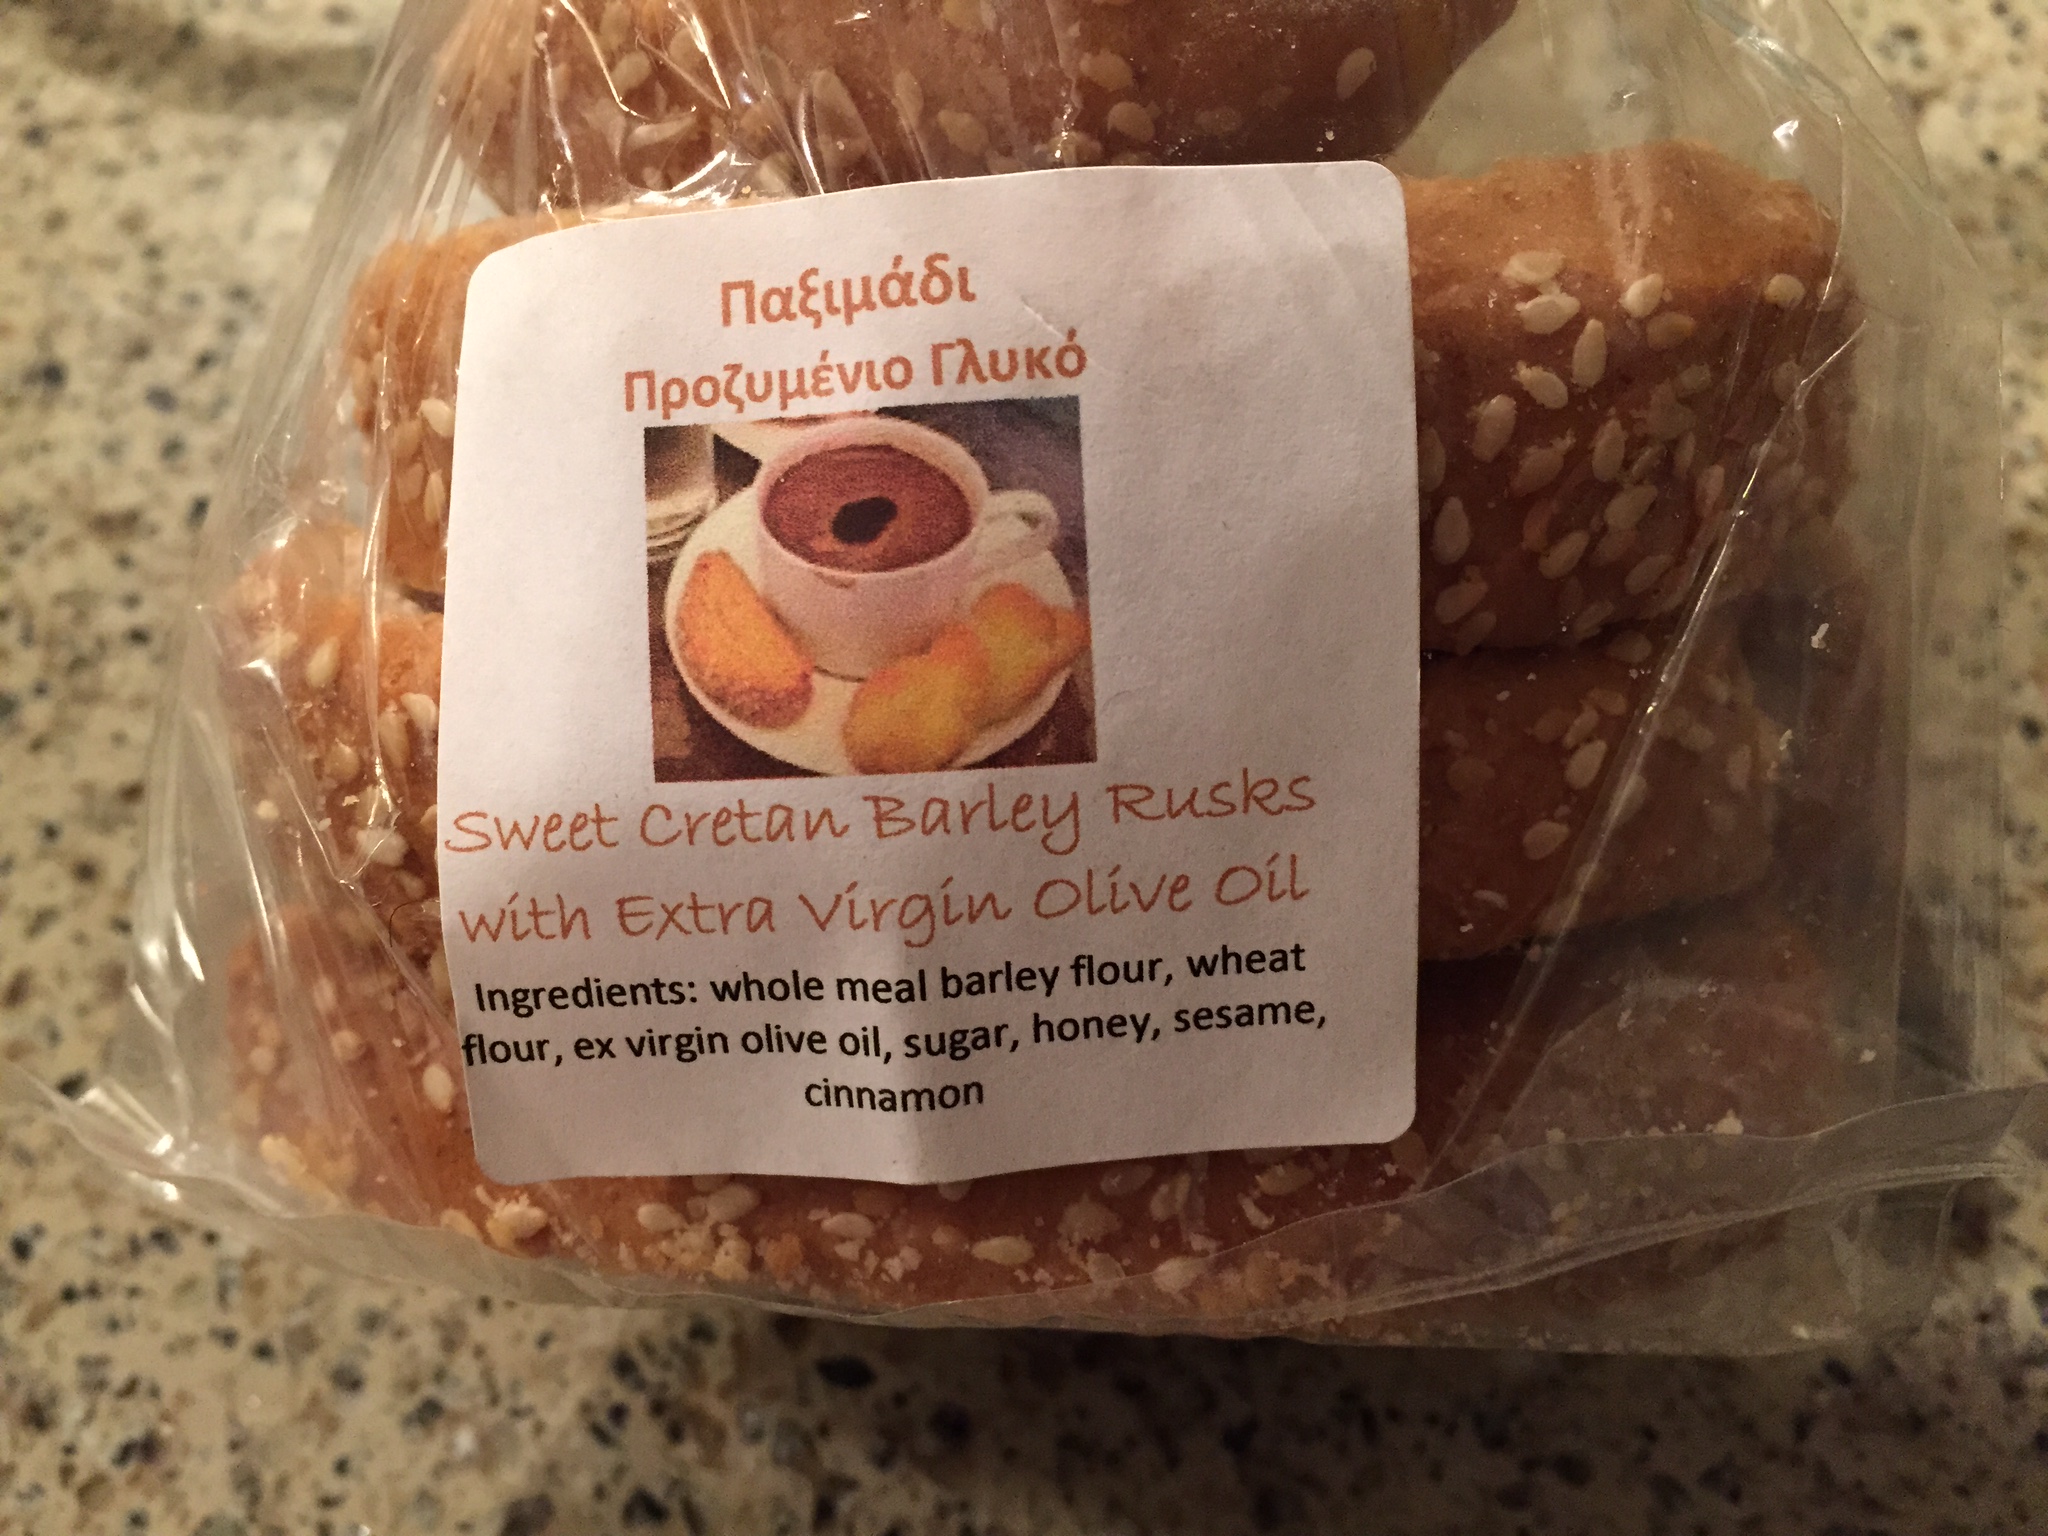 Παξιμάδι
Προζυμένιο Γλυκό
Sweet Cretan Barley Rusks
with Extra Virgin Olive Oil
Ingredients: whole meal barley flour, wheat
flour, ex virgin olive oil, sugar, honey, sesame,
cinnamon